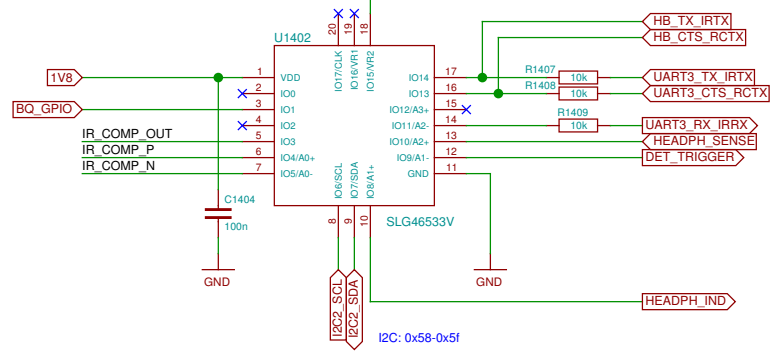 HB_TX_IRTX
HB_CTS_RCTX
U1402
20
19
18
IO17/CLK
IO16/VR1
IO15/VR2
1V8
1
VDD
IO14
17
R1407
10k
UART3_TX_IRTX
2
IO0
IO13
16
R1408
10k
UART3_CTS_RCTX
BQ_GPIO
3
IO1
IO12/A3+
15
4
IO2
IO11/A2-
14
R1409
10k
UART3_RX_IRRX
IR_COMP_OUT
5
IO3
IO10/A2+
13
HEADPH_SENSE
IR_COMP_P
6
IO4/A0+
IO9/A1-
12
DET_TRIGGER
IR_COMP_N
7
IO5/A0-
GND
11
IO6/SCL
IO7/SDA
IO8/A1+
C1404
100n
8
9
10
SLG46533V
GND
GND
I2C2_SCL
I2C2_SDA
HEADPH_IND
I2C: 0x58-0x5f